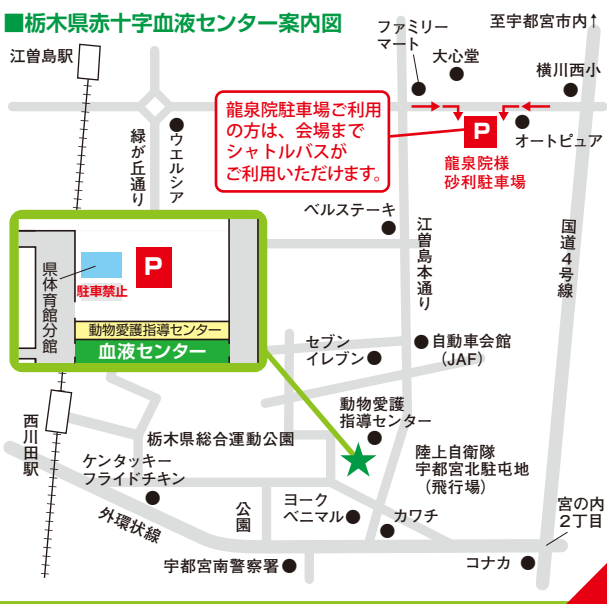 ■栃木県赤十字血液センター案内図
至宇都宮市内↑
江曽島駅
ファミリー
マート
大心堂
横川西小
龍泉院駐車場ご利用
の方は、会場まで
シャトルバスが
ご利用いただけます。
P
オートピュア
龍泉院様
砂利駐車場
緑が丘通り
ウエルシア
ベルステーキ
江曽島本通り
国道4号線
県体育館分館
P
駐車禁止
動物愛護指導センター
血液センター
セブン
イレブン
自動車会館
(JAF)
動物愛護
指導センター
西川田駅
栃木県総合運動公園
陸上自衛隊
宇都宮北駐屯地
(飛行場)
ケンタッキー
フライドチキン
外環状線
公園
ヨーク
ベニマル
カワチ
宮の内
2丁目
宇都宮南警察署
コナカ